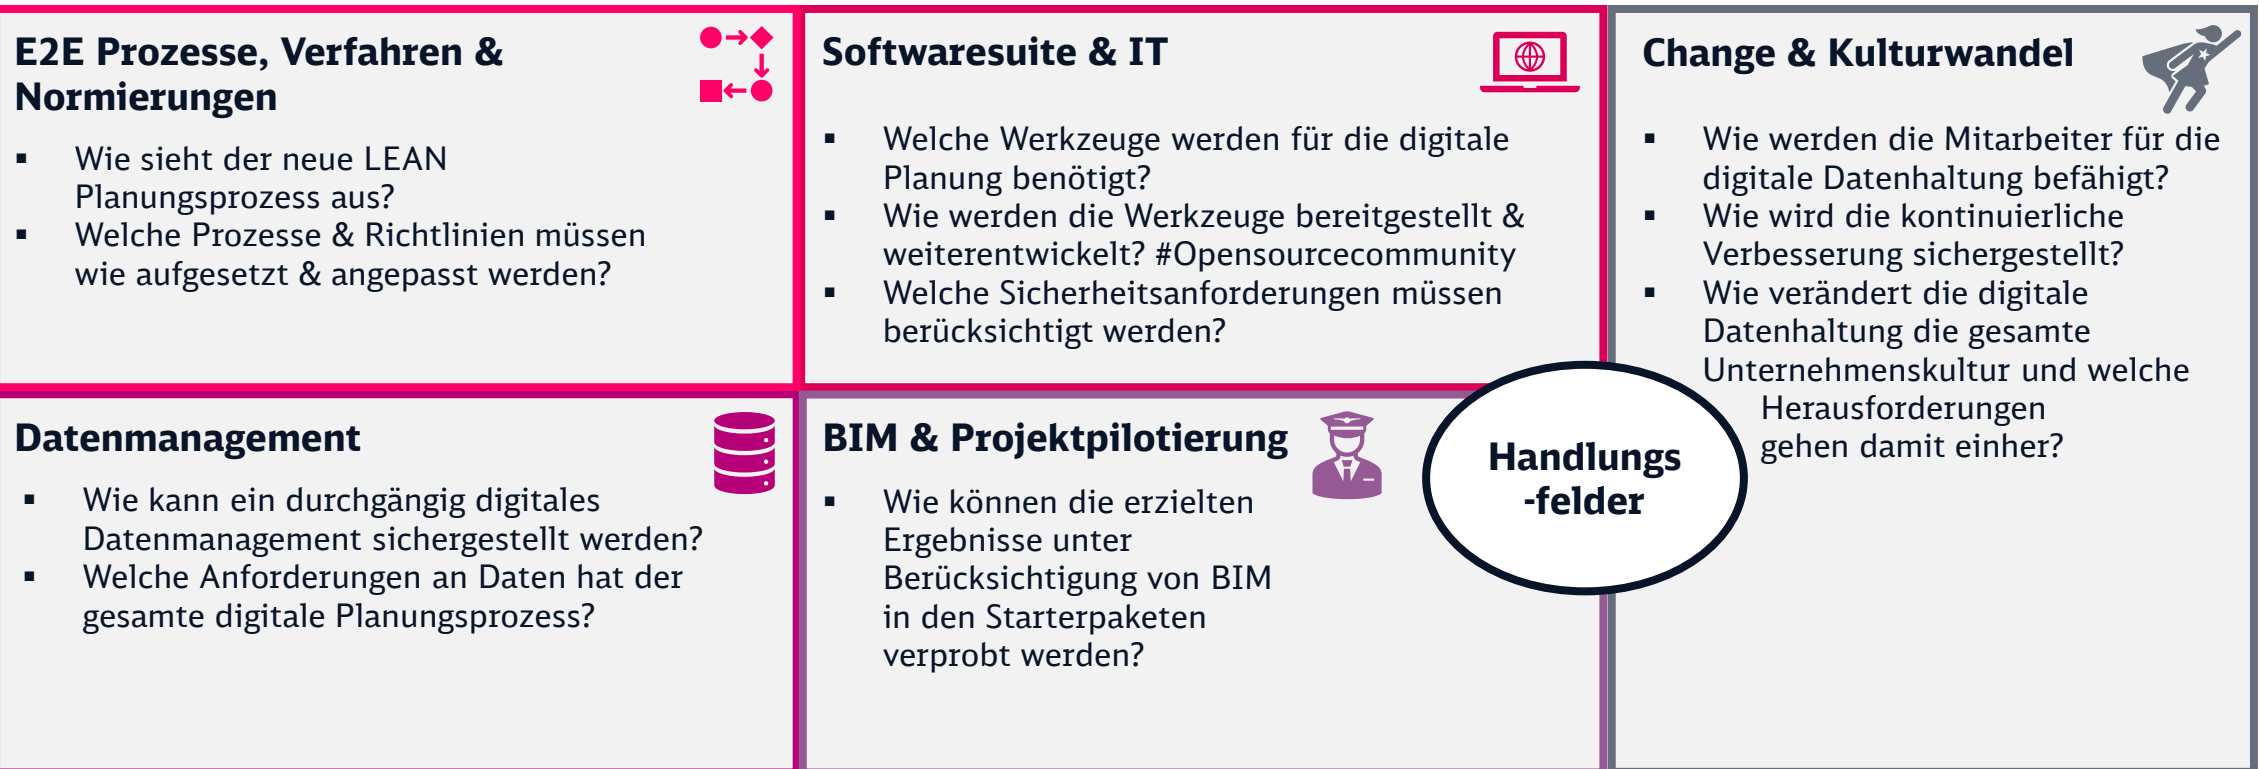 E2E Prozesse, Verfahren &
Normierungen
▪ Wie sieht der neue LEAN
Planungsprozess aus?
▪ Welche Prozesse & Richtlinien müssen
wie aufgesetzt & angepasst werden?
Softwaresuite & IT
▪ Welche Werkzeuge werden für die digitale
Planung benötigt?
▪ Wie werden die Werkzeuge bereitgestellt &
weiterentwickelt? #Opensourcecommunity
▪ Welche Sicherheitsanforderungen müssen
berücksichtigt werden?
Change & Kulturwandel
▪ Wie werden die Mitarbeiter für die
digitale Datenhaltung befähigt?
▪ Wie wird die kontinuierliche
Verbesserung sichergestellt?
▪ Wie verändert die digitale
Datenhaltung die gesamte
Unternehmenskultur und welche
Herausforderungen
gehen damit einher?
Datenmanagement
▪ Wie kann ein durchgängig digitales
Datenmanagement sichergestellt werden?
▪ Welche Anforderungen an Daten hat der
gesamte digitale Planungsprozess?
BIM & Projektpilotierung
▪ Wie können die erzielten
Ergebnisse unter
Berücksichtigung von BIM
in den Starterpaketen
verprobt werden?
Handlungs
-felder